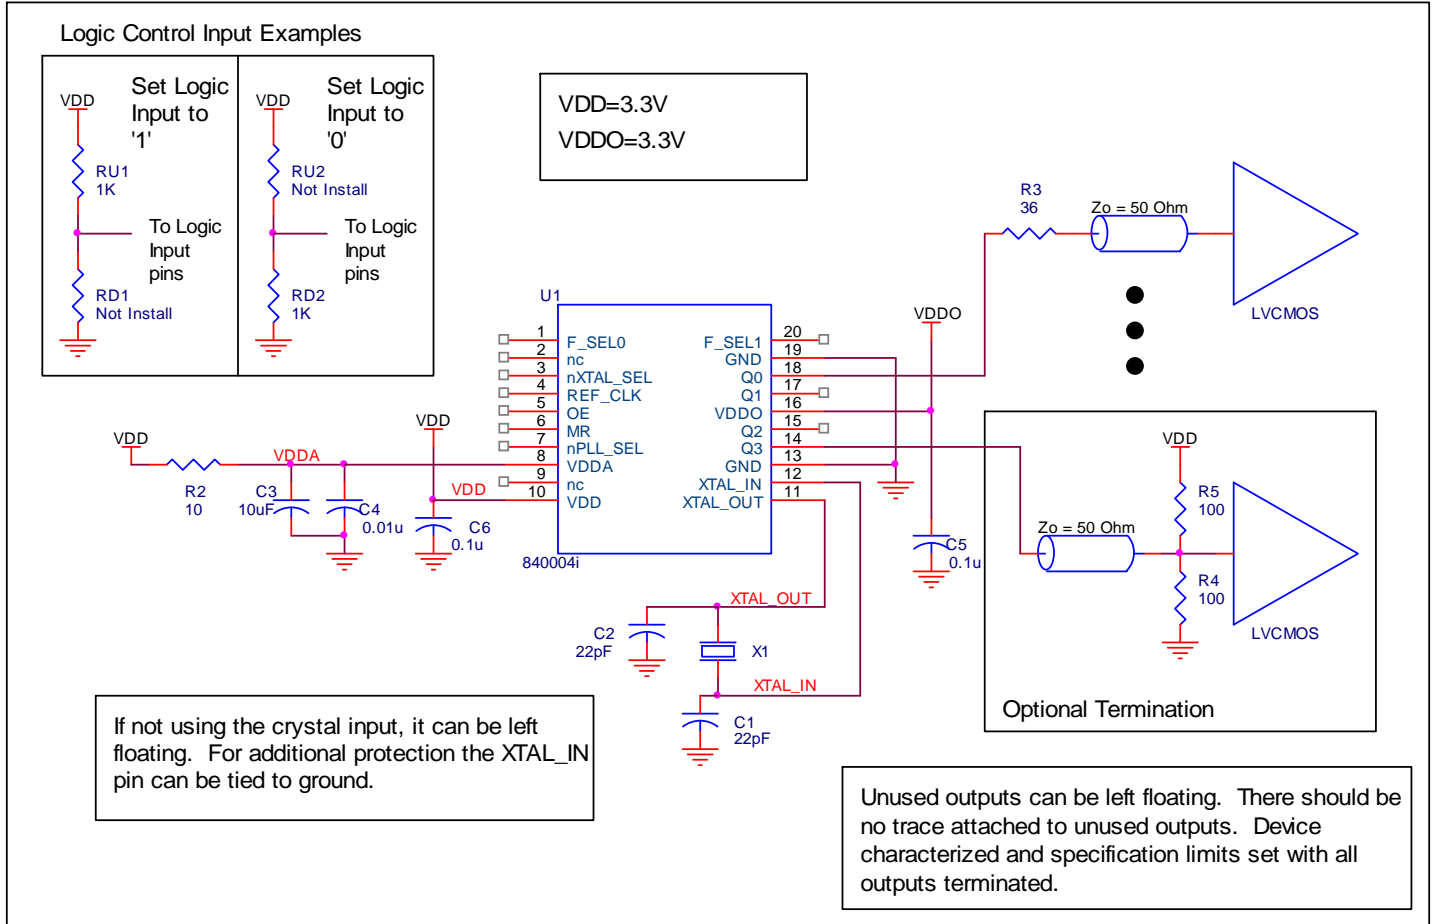 Logic Control Input Examples
Set Logic
Input to
'1'
VDD
RU1
1K
To Logic
Input
pins
RD1
Not Install
Set Logic
Input to
'0'
VDD
RU2
Not Install
To Logic
Input
pins
RD2
1K
VDD=3.3V
VDDO=3.3V
R3
36
Zo = 50 Ohm
LVCMOS
U1
1
F_SEL0
2
nc
3
nXTAL_SEL
4
REF_CLK
5
OE
6
MR
7
nPLL_SEL
8
VDDA
9
nc
10
VDD
20
F_SEL1
19
GND
18
Q0
17
Q1
16
VDDO
15
Q2
14
Q3
13
GND
12
XTAL_IN
11
XTAL_OUT
840004i
VDD
R2
10
VDDA
C3
10uF
C4
0.01u
VDD
VDD
C6
0.1u
VDDO
C5
0.1u
XTAL_OUT
C2
22pF
X1
XTAL_IN
C1
22pF
VDD
R5
100
Zo = 50 Ohm
R4
100
LVCMOS
Optional Termination
If not using the crystal input, it can be left
floating. For additional protection the XTAL_IN
pin can be tied to ground.
Unused outputs can be left floating. There should be
no trace attached to unused outputs. Device
characterized and specification limits set with all
outputs terminated.